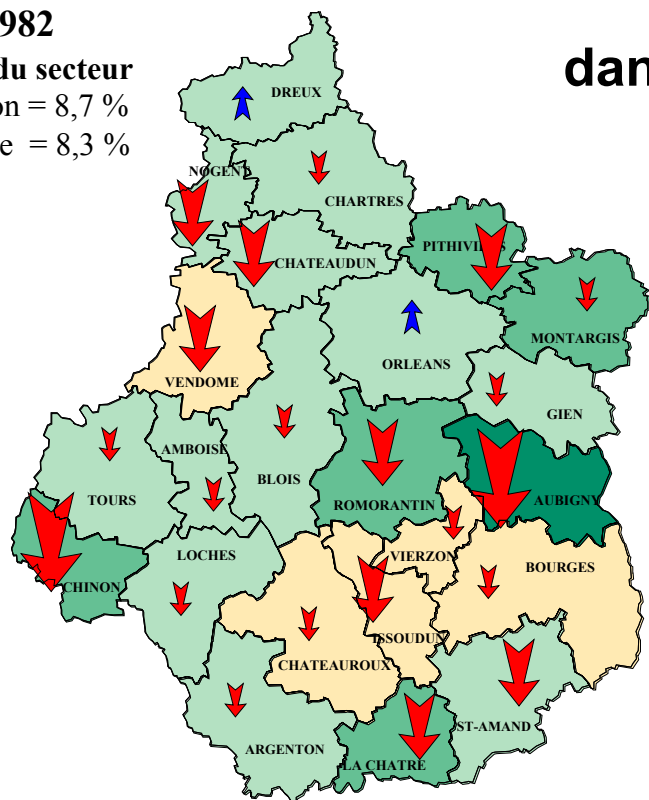 982
du secteur
on = 8,7 %
e = 8,3 %
dan
DREUX
NOGENT
CHARTRES
PITHIVIERS
CHATEAUDUN
MONTARGIS
ORLEANS
VENDOME
GIEN
AMBOISE
BLOIS
TOURS
ROMORANTIN
AUBIGNY
LOCHES
VIERZON
BOURGES
CHINON
ISSOUDUN
CHATEAUROUX
ST-AMAND
ARGENTON
LA CHATRE